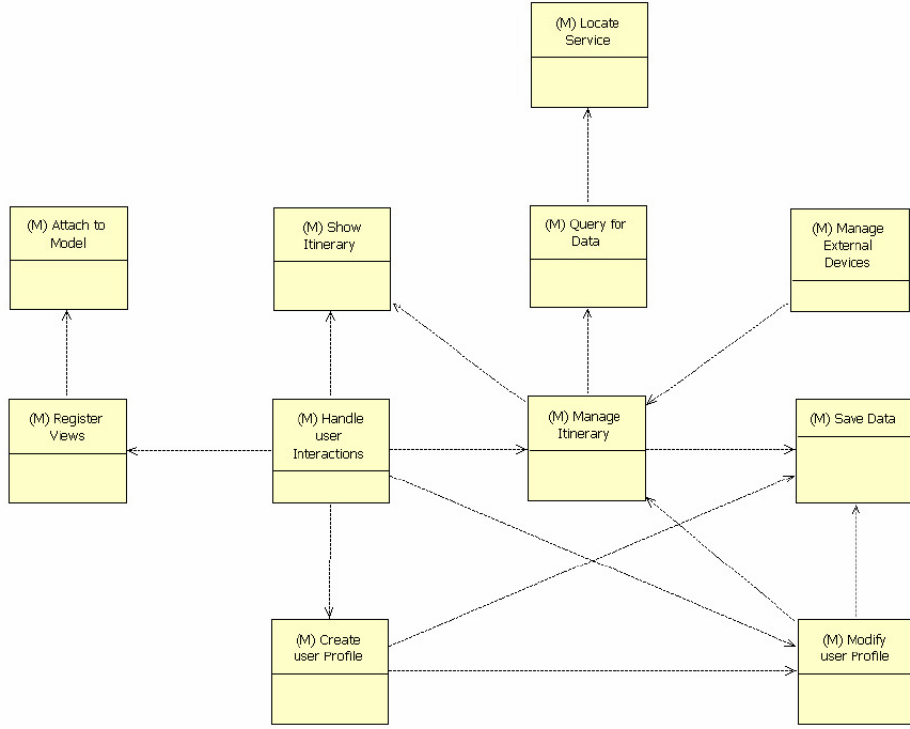 (M) Locate
Service
(M) Attach to
Model
(M) Show
Itinerary
(M) Query for
Data
(M) Manage
External
Devices
(M) Register
Views
(M) Handle
user
Interactions
(M) Manage
Itinerary
(M) Save Data
(M) Create
user Profile
(M) Modify
user Profile